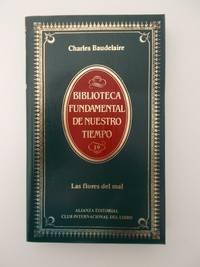 Charles Baudelaire
BIBLIOTECA
FUNDAMENTAL
DE NUESTRO
TIEMPO
19
Las flores del mal
ALIANZA EDITORIAL
CLUB INTERNACIONAL DEL LIBRO